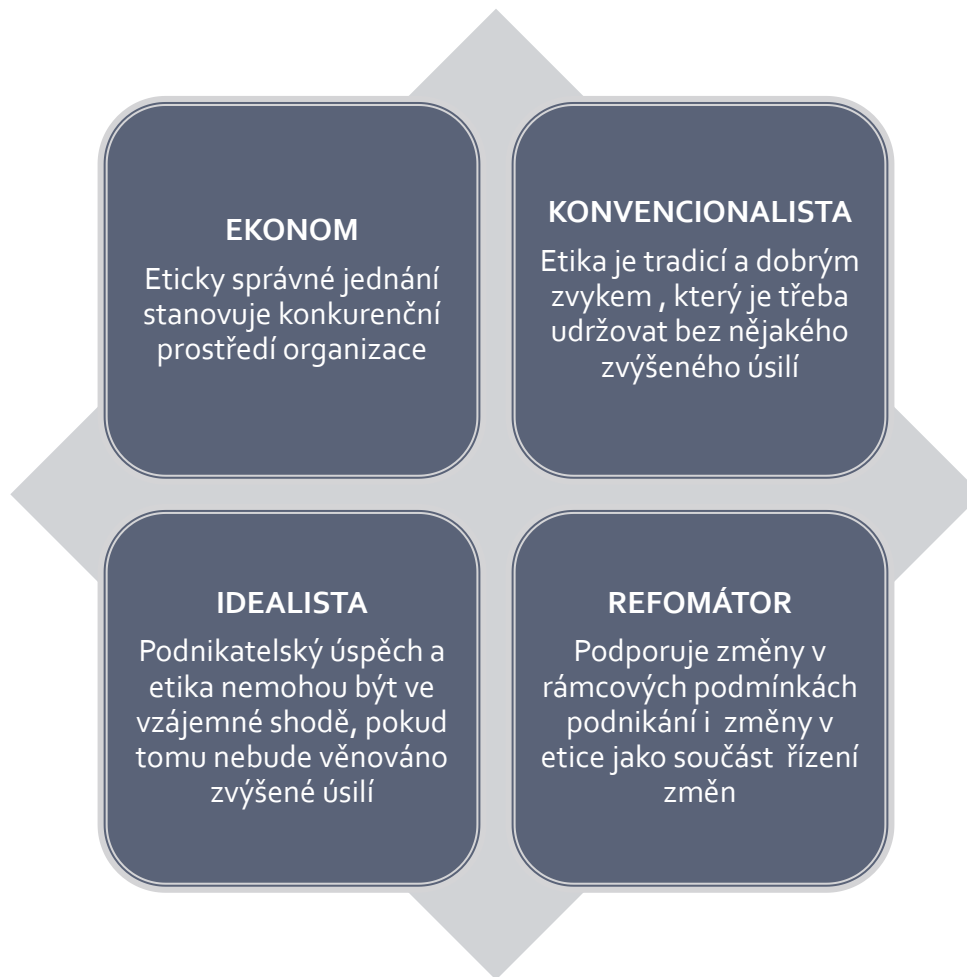 EKONOM
Eticky správné jednání
stanovuje konkurenční
prostředí organizace
KONVENCIONALISTA
Etika je tradicí a dobrým
zvykem , který je třeba
udržovat bez nějakého
zvýšeného úsilí
IDEALISTA
Podnikatelský úspěch a
etika nemohou být ve
vzájemné shodě, pokud
tomu nebude věnováno
zvýšené úsilí
REFOMÁTOR
Podporuje změny v
rámcových podmínkách
podnikání i  změny v
etice jako součást  řízení
změn